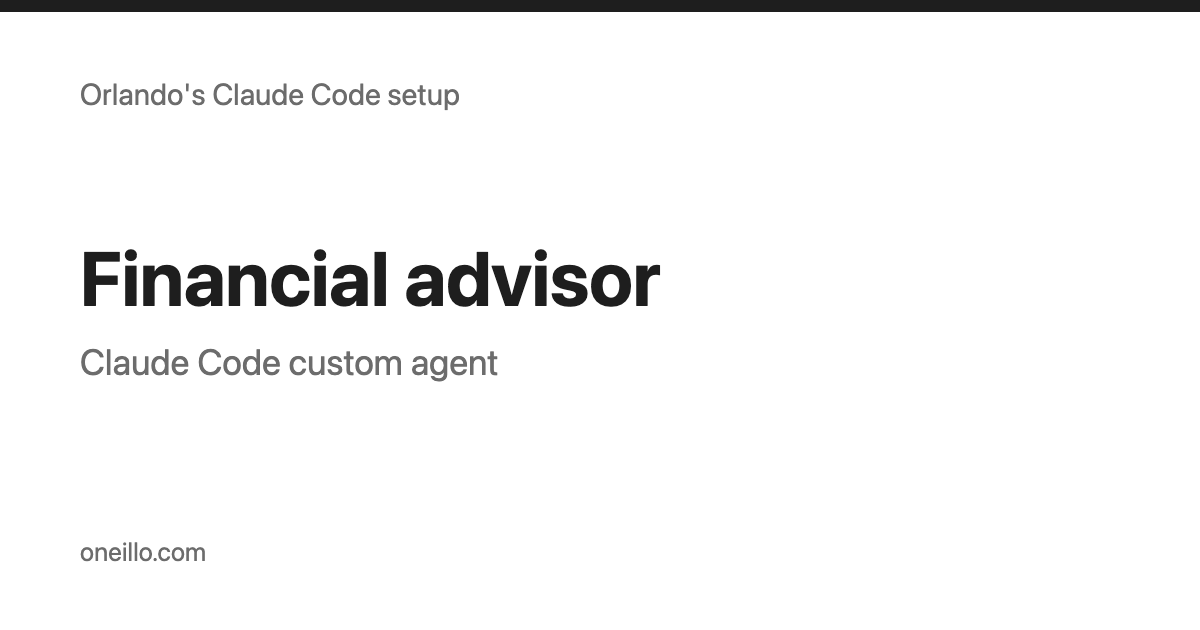 Orlando's Claude Code setup
Financial advisor
Claude Code custom agent
oneillo.com